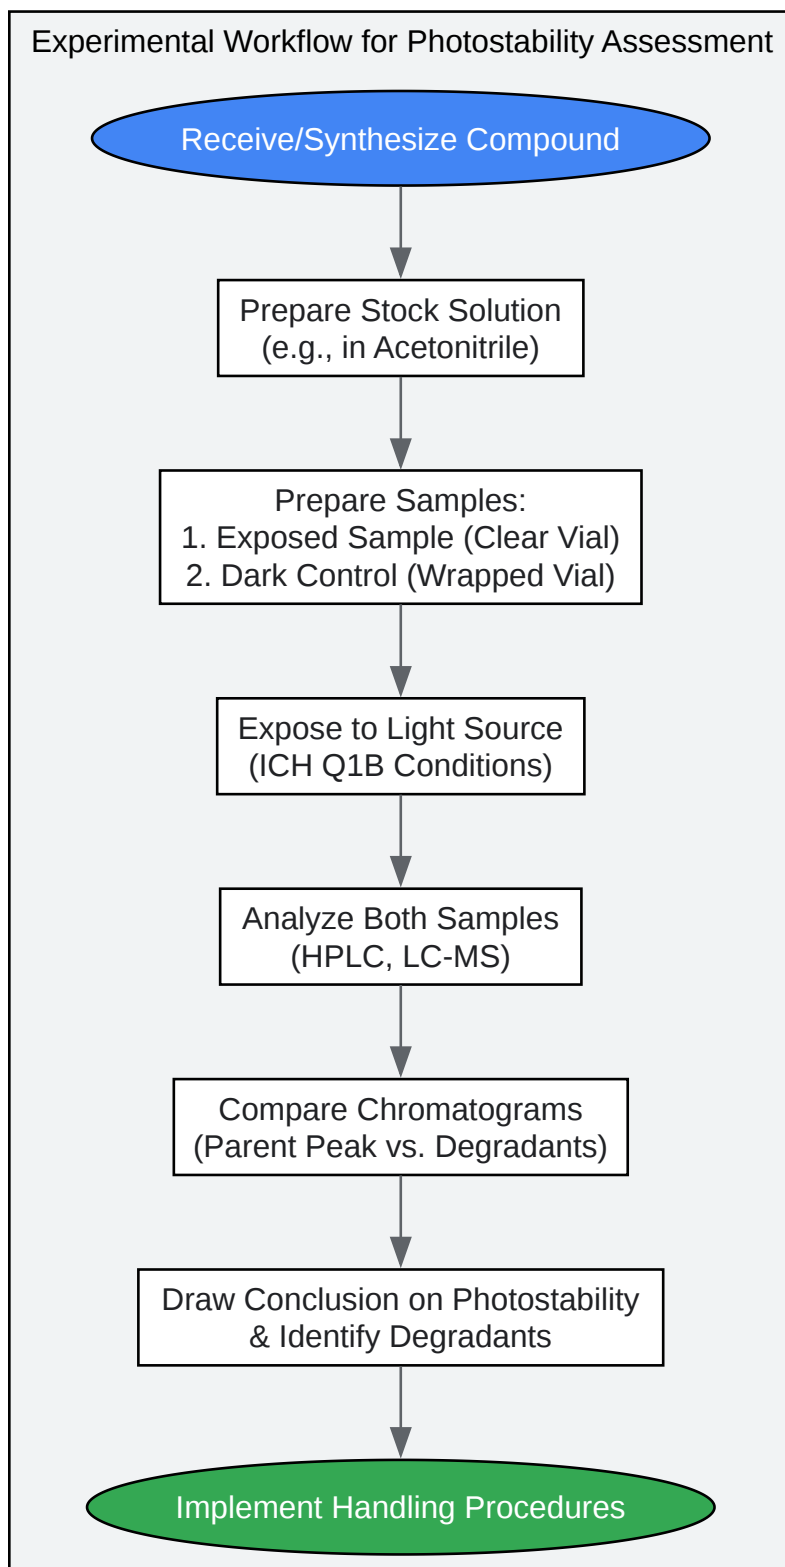 Experimental Workflow for Photostability Assessment
Receive/Synthesize Compound
Prepare Stock Solution
(e.g., in Acetonitrile)
Prepare Samples:
1. Exposed Sample (Clear Vial)
2. Dark Control (Wrapped Vial)
Expose to Light Source
(ICH Q1B Conditions)
Analyze Both Samples
(HPLC, LC-MS)
Compare Chromatograms
(Parent Peak vs. Degradants)
Draw Conclusion on Photostability
& Identify Degradants
Implement Handling Procedures